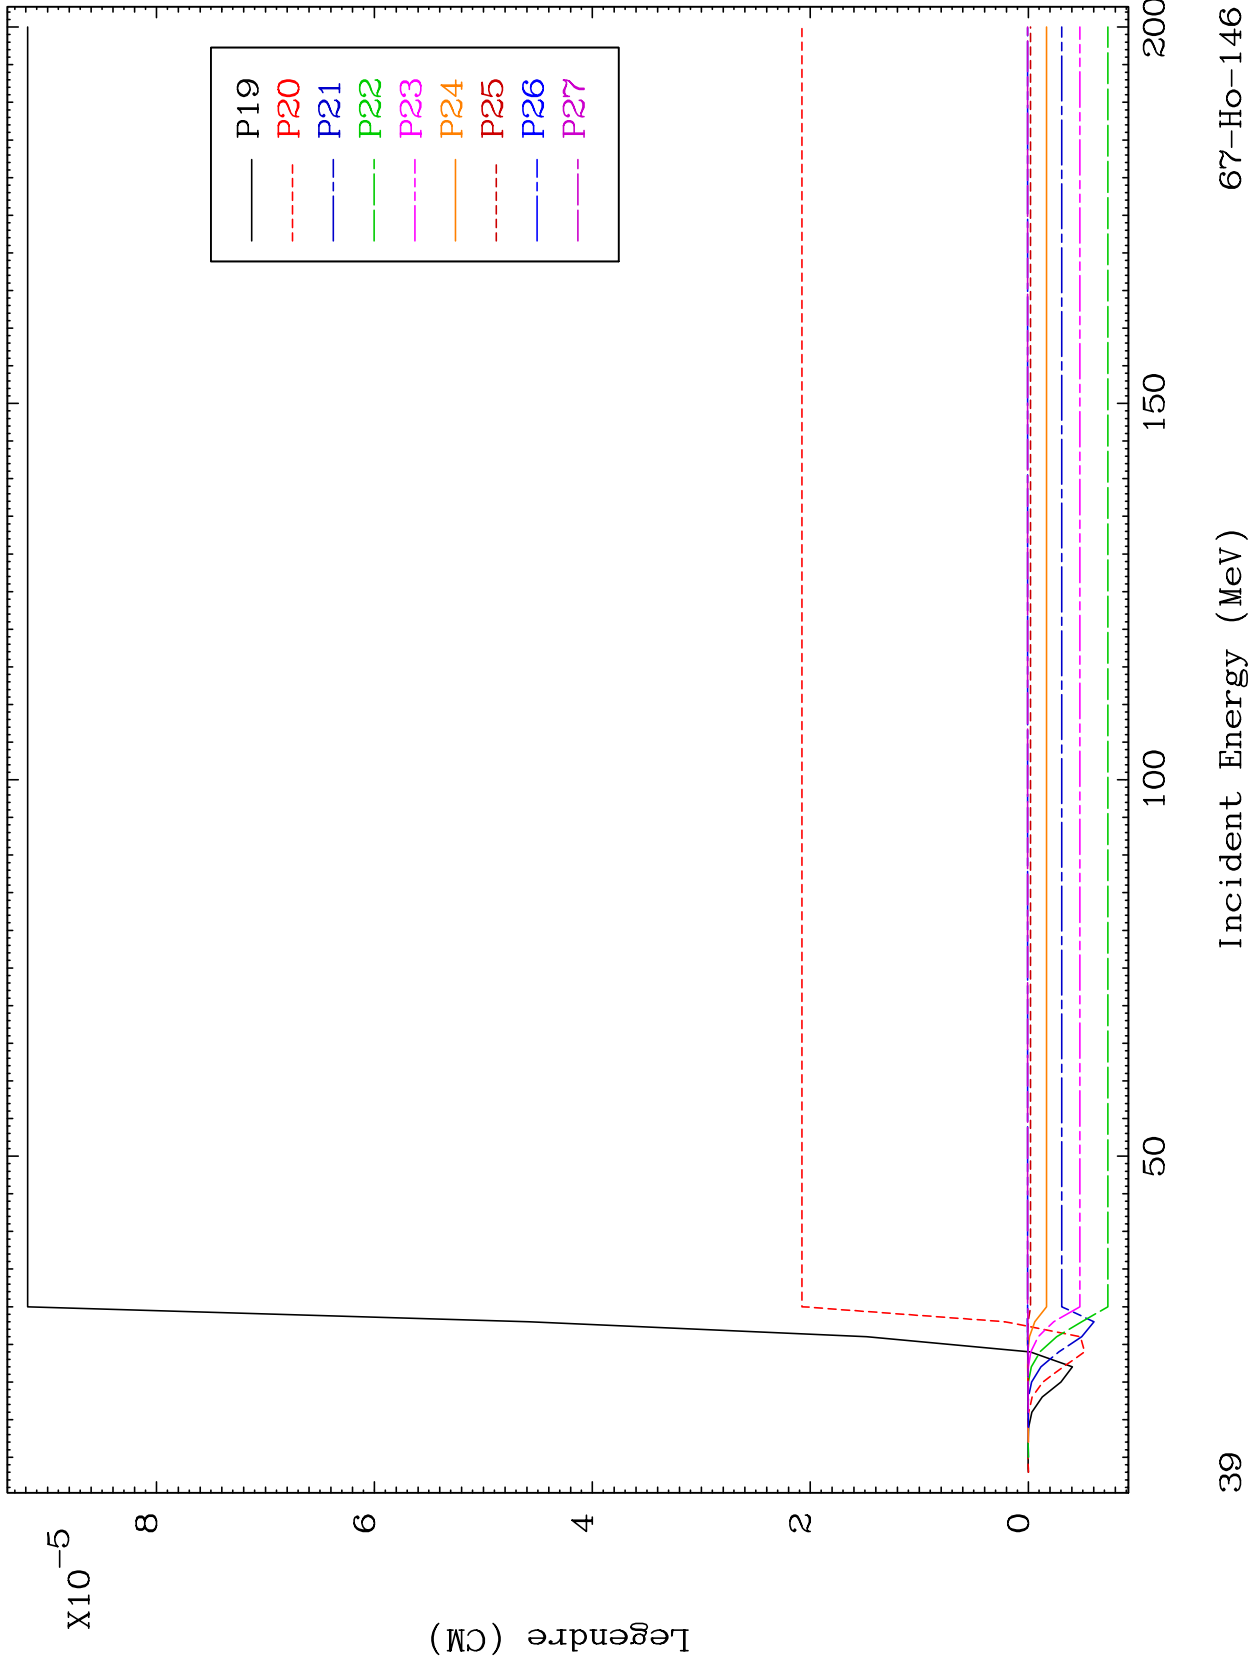 X10⁻⁵
Legendre (CM)
8
6
4
2
0
P19
P20
P21
P22
P23
P24
P25
P26
P27
50
100
150
200
39
Incident Energy (MeV)
67-Ho-146